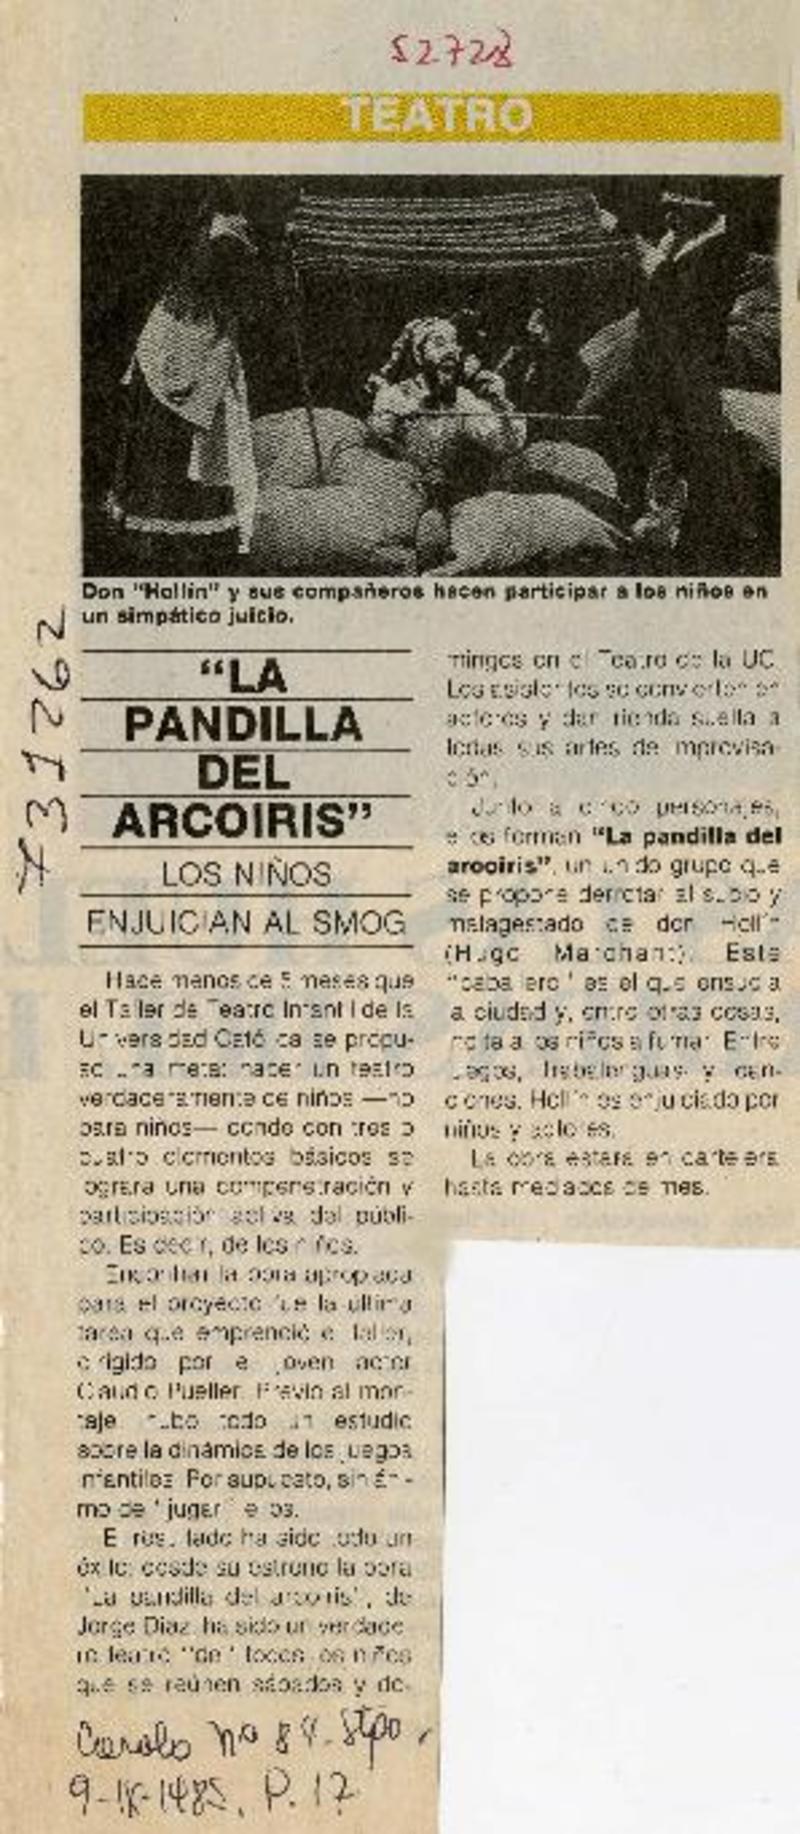 52728
TEATRO
Don "Hollín" y sus compañeros hacen participar a los niños en
un simpático juicio.
731262
"LA
PANDILLA
DEL
ARCOIRIS"
LOS NIÑOS
ENJUICIAN AL SMOG
Hace menos de 5 meses que
el Taller de Teatro Infantil de la
Universidad Católica se propu-
so una meta: hacer un teatro
verdaderamente de niños —no
para niños— donde con tres o
cuatro elementos básicos se
lograra una compenetración y
participación activa del públi-
co. Es decir, de los niños.
Encontrar la obra apropiada
para el proyecto fue la última
tarea que emprendió el taller,
dirigido por el joven actor
Claudio Pueller. Previo al mon-
taje, hubo todo un estudio
sobre la dinámica de los juegos
infantiles. Por supuesto, sin áni-
mo de "jugar" ellos.
El resultado ha sido todo un
éxito: desde su estreno la obra
"La pandilla del arcoiris", de
Jorge Díaz, ha sido un verdade-
ro teatro "de" todos los niños
que se reúnen sábados y do-
mingos en el Teatro de la UC.
Los asistentes se convierten en
actores y dan rienda suelta a
todas sus artes de improvisa-
ción.
Junto a cinco personajes,
ellos forman "La pandilla del
arcoiris", un unido grupo que
se propone derrotar al sucio y
malagestado de don Hollín
(Hugo Marchant). Este
"caballero" es el que ensucia
la ciudad y, entre otras cosas,
incita a los niños a fumar. Entre
juegos, trabalenguas y can-
ciones, Hollín es enjuiciado por
niños y actores.
La obra estará en cartelera
hasta mediados de mes.
Nº 84. Stgo.
9-IX-1985. P. 17